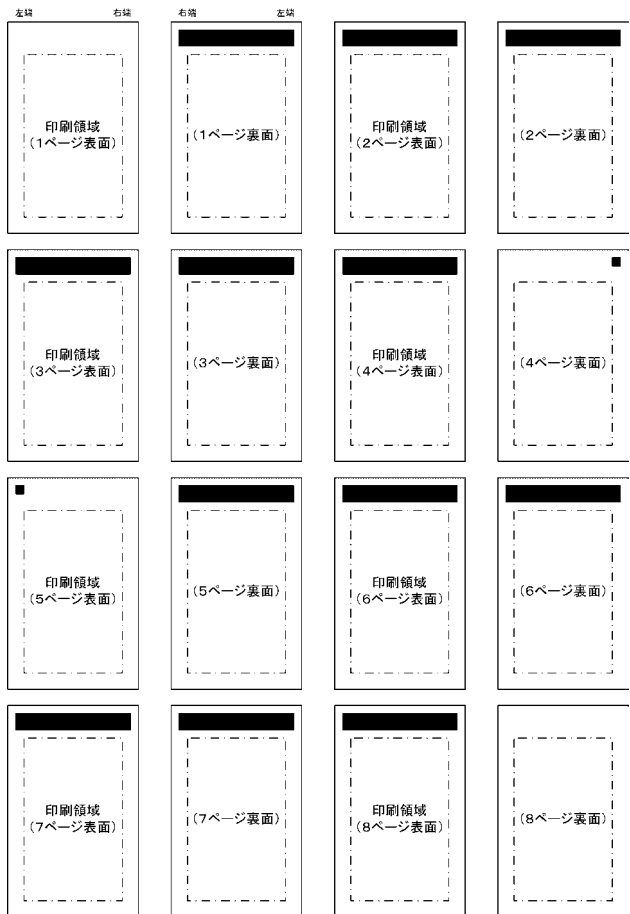 左端 右端 右端 左端
印刷領域
(1ページ表面)
(1ページ裏面)
印刷領域
(2ページ表面)
(2ページ裏面)
印刷領域
(3ページ表面)
(3ページ裏面)
印刷領域
(4ページ表面)
(4ページ裏面)
印刷領域
(5ページ表面)
(5ページ裏面)
印刷領域
(6ページ表面)
(6ページ裏面)
印刷領域
(7ページ表面)
(7ページ裏面)
印刷領域
(8ページ表面)
(8ページ裏面)